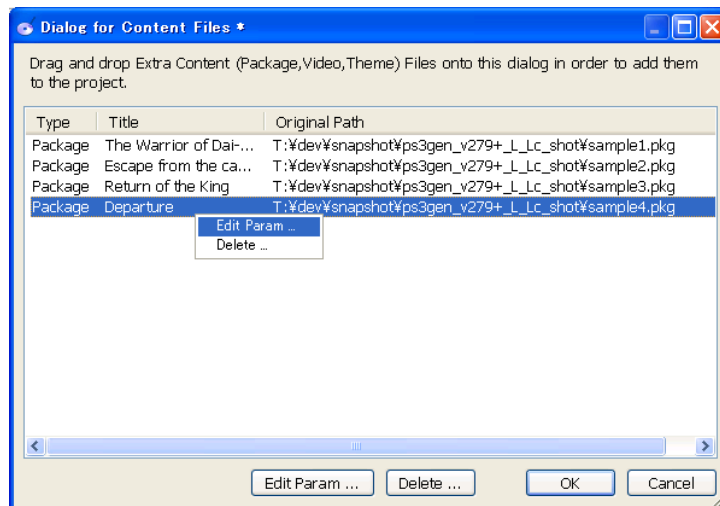 Dialog for Content Files *
Drag and drop Extra Content (Package,Video,Theme) Files onto this dialog in order to add them
to the project.
Type Title Original Path
Package The Warrior of Dai-... T:¥dev¥snapshot¥ps3gen_v279+_L_Lc_shot¥sample1.pkg
Package Escape from the ca... T:¥dev¥snapshot¥ps3gen_v279+_L_Lc_shot¥sample2.pkg
Package Return of the King T:¥dev¥snapshot¥ps3gen_v279+_L_Lc_shot¥sample3.pkg
Package Departure T:¥dev¥snapshot¥ps3gen_v279+_L_Lc_shot¥sample4.pkg
Edit Param ...
Delete ...
Edit Param ... Delete ... OK Cancel